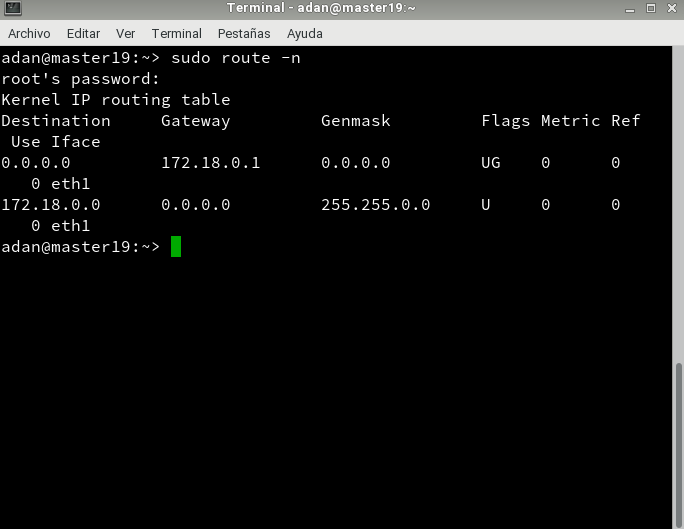 Terminal - adan@master19:~
Archivo Editar Ver Terminal Pestañas Ayuda
adan@master19:~> sudo route -n
root's password:
Kernel IP routing table
Destination     Gateway         Genmask         Flags Metric Ref
 Use Iface
0.0.0.0         172.18.0.1      0.0.0.0         UG    0      0
   0 eth1
172.18.0.0      0.0.0.0         255.255.0.0     U     0      0
   0 eth1
adan@master19:~>